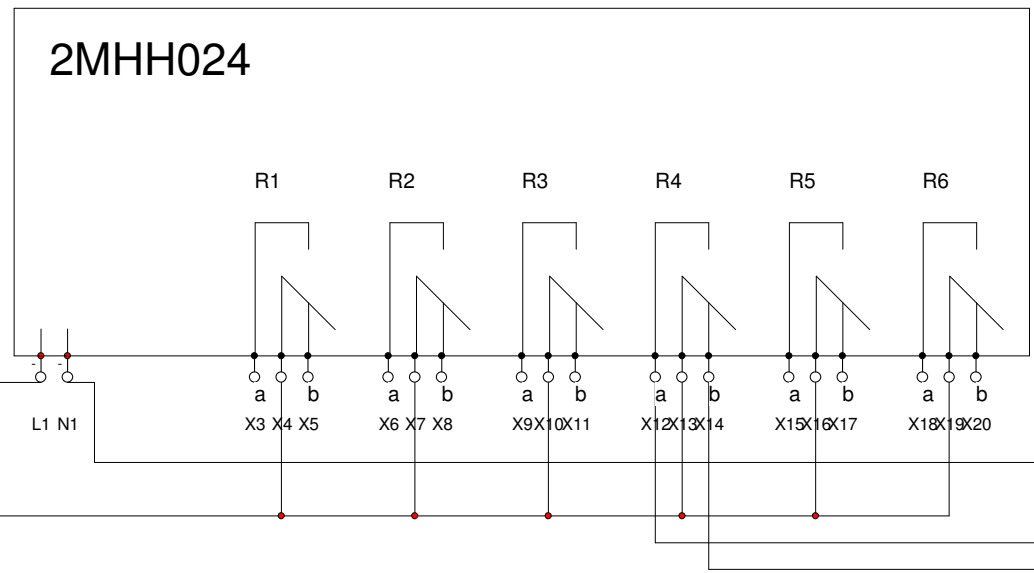 2MHH024
R1 R2 R3 R4 R5 R6
- -
a b a b a b a b a b a b
L1 N1 X3 X4 X5 X6 X7 X8 X9 X10 X11 X12 X13 X14 X15 X16 X17 X18 X19 X20